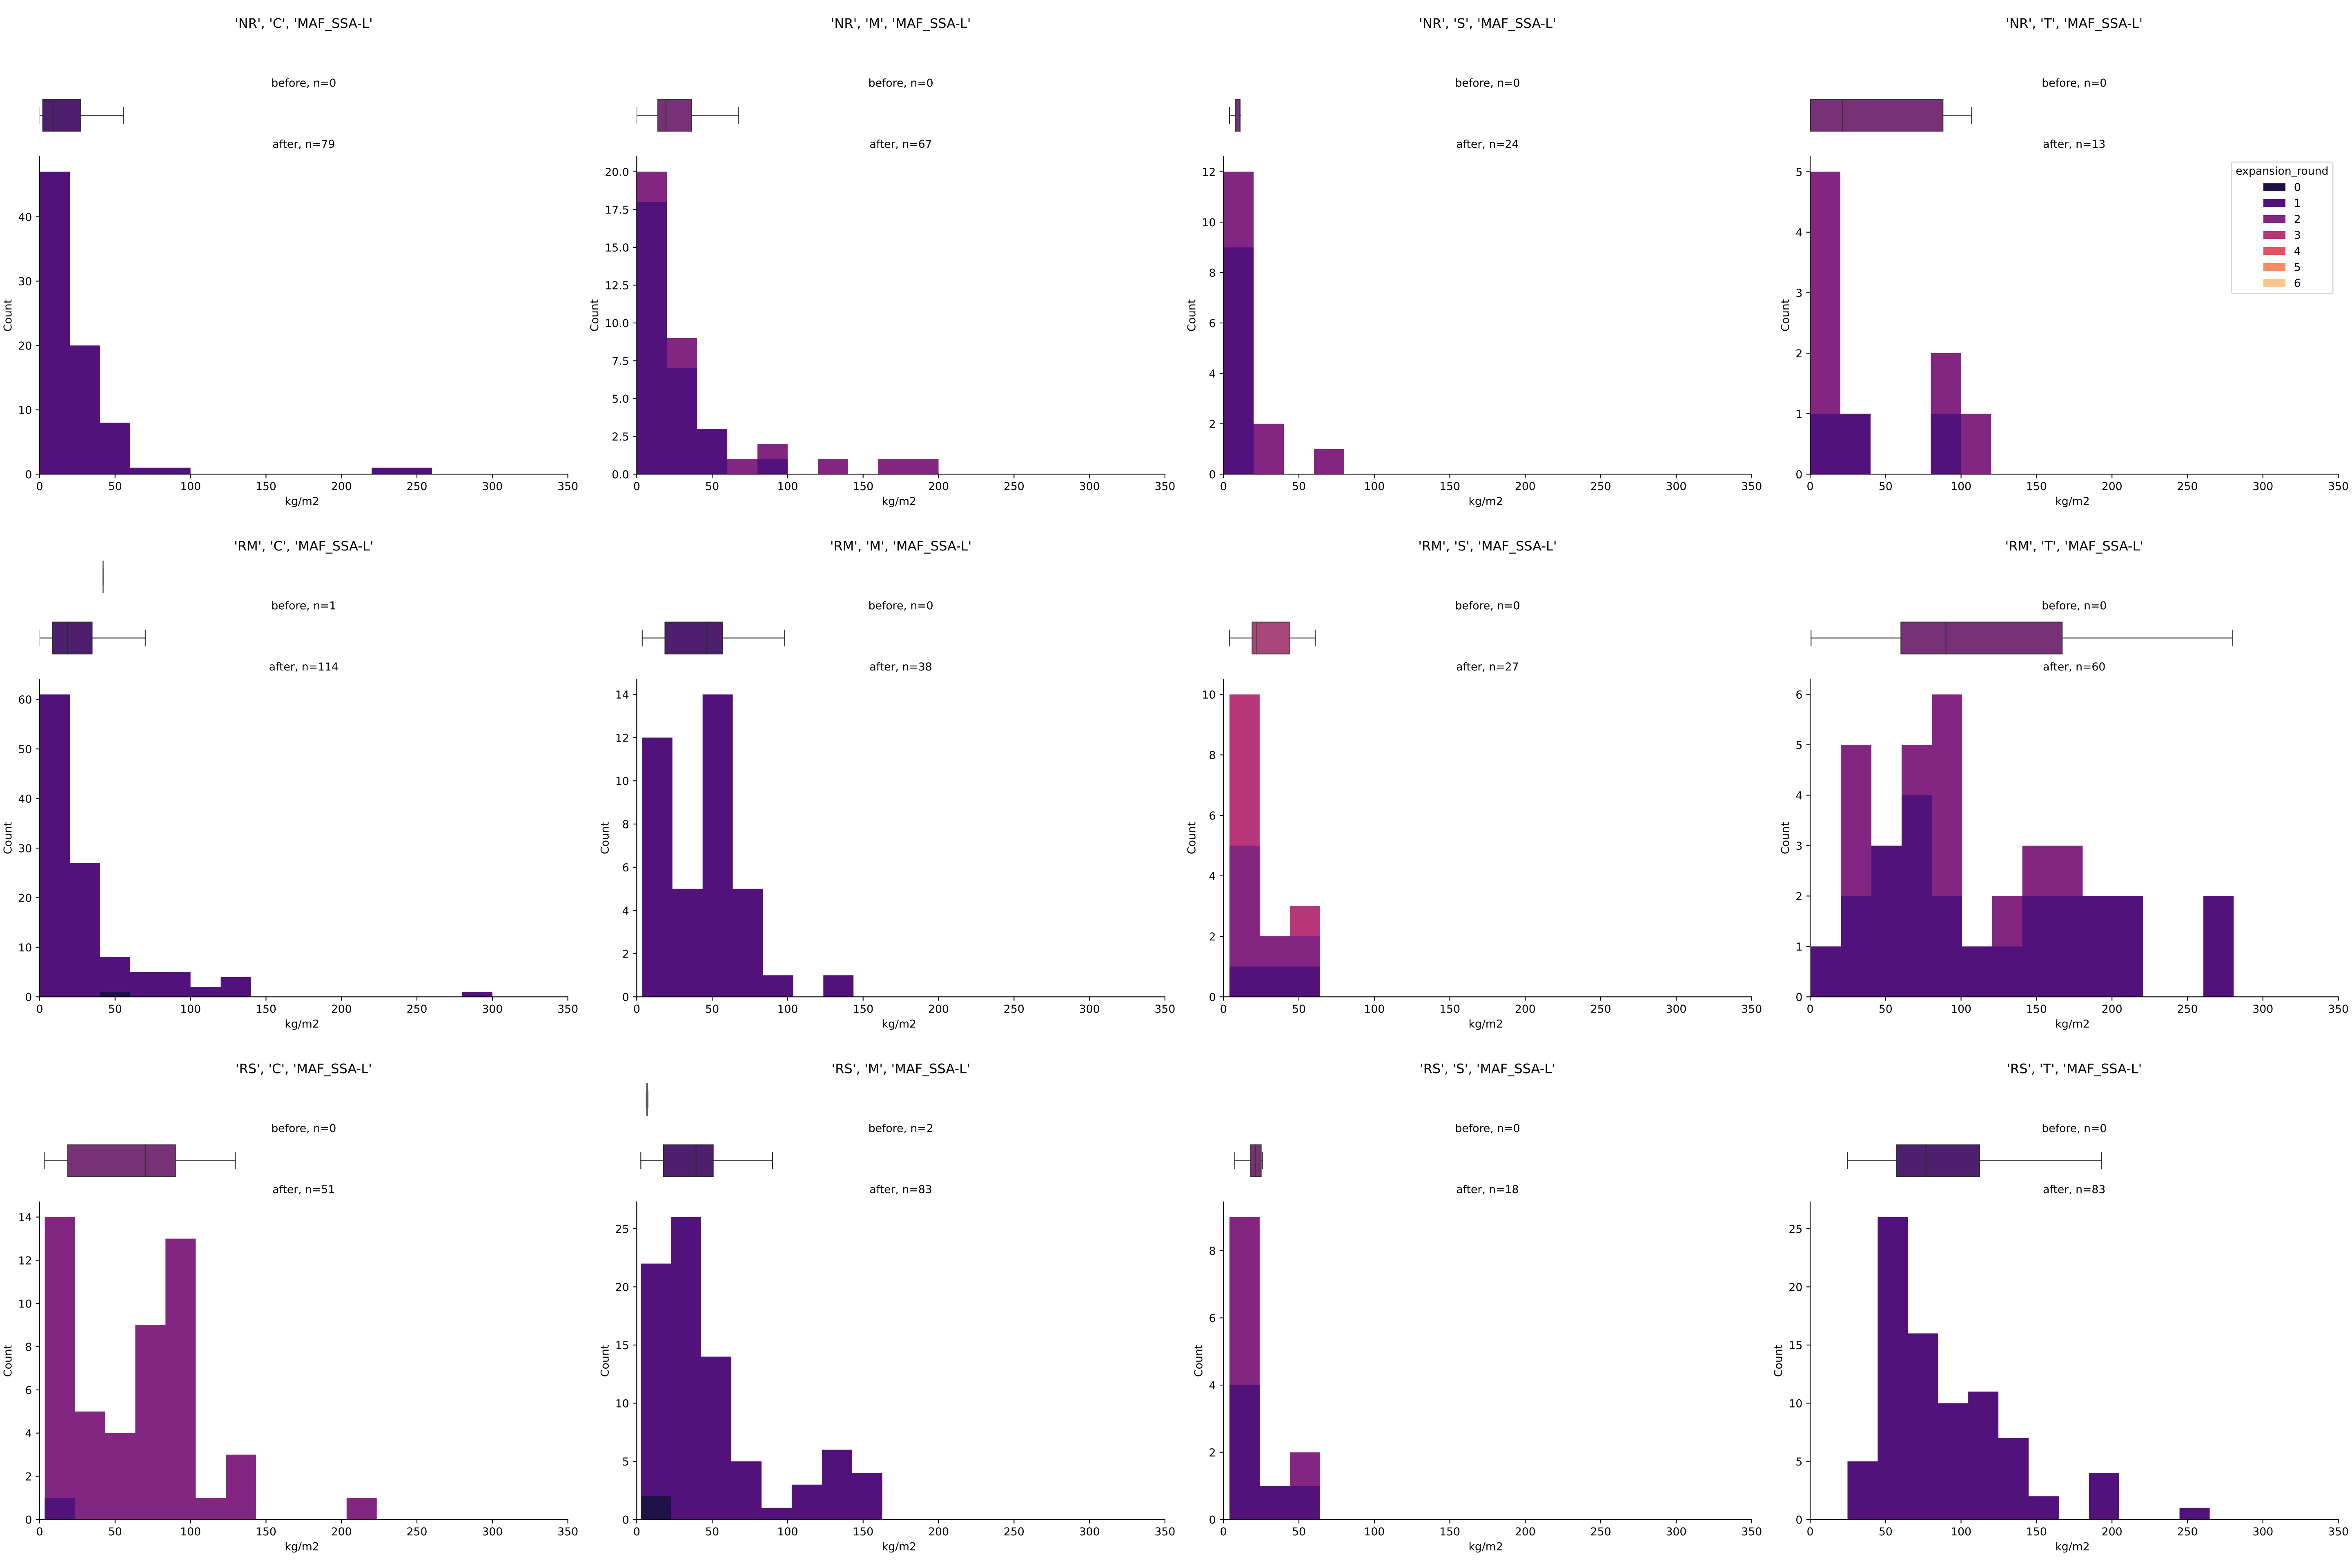 'NR', 'C', 'MAF_SSA-L'
before, n=0
after, n=79
Count
40
30
20
10
0
0 50 100 150 200 250 300 350
kg/m2
'NR', 'M', 'MAF_SSA-L'
before, n=0
after, n=67
Count
20.0
17.5
15.0
12.5
10.0
7.5
5.0
2.5
0.0
0 50 100 150 200 250 300 350
kg/m2
'NR', 'S', 'MAF_SSA-L'
before, n=0
after, n=24
Count
12
10
8
6
4
2
0
0 50 100 150 200 250 300 350
kg/m2
'NR', 'T', 'MAF_SSA-L'
before, n=0
after, n=13
Count
5
4
3
2
1
0
0 50 100 150 200 250 300 350
kg/m2
expansion_round
0
1
2
3
4
5
6
'RM', 'C', 'MAF_SSA-L'
before, n=1
after, n=114
Count
60
50
40
30
20
10
0
0 50 100 150 200 250 300 350
kg/m2
'RM', 'M', 'MAF_SSA-L'
before, n=0
after, n=38
Count
14
12
10
8
6
4
2
0
0 50 100 150 200 250 300 350
kg/m2
'RM', 'S', 'MAF_SSA-L'
before, n=0
after, n=27
Count
10
8
6
4
2
0
0 50 100 150 200 250 300 350
kg/m2
'RM', 'T', 'MAF_SSA-L'
before, n=0
after, n=60
Count
6
5
4
3
2
1
0
0 50 100 150 200 250 300 350
kg/m2
'RS', 'C', 'MAF_SSA-L'
before, n=0
after, n=51
Count
14
12
10
8
6
4
2
0
0 50 100 150 200 250 300 350
kg/m2
'RS', 'M', 'MAF_SSA-L'
before, n=2
after, n=83
Count
25
20
15
10
5
0
0 50 100 150 200 250 300 350
kg/m2
'RS', 'S', 'MAF_SSA-L'
before, n=0
after, n=18
Count
8
6
4
2
0
0 50 100 150 200 250 300 350
kg/m2
'RS', 'T', 'MAF_SSA-L'
before, n=0
after, n=83
Count
25
20
15
10
5
0
0 50 100 150 200 250 300 350
kg/m2